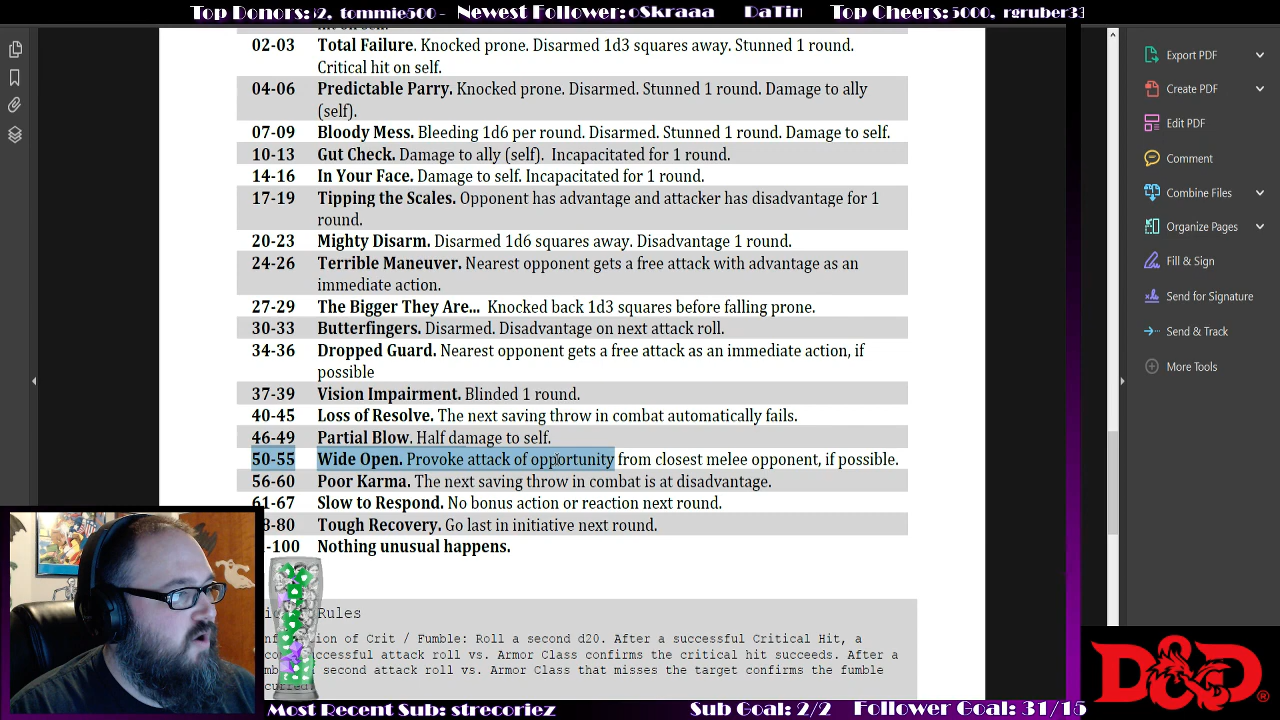 Top Donors: 2, tommie500 - Newest Follower: oSkraaa DaTin Top Cheers: 5000, rgruber33
02-03 Total Failure. Knocked prone. Disarmed 1d3 squares away. Stunned 1 round.
Critical hit on self.
04-06 Predictable Parry. Knocked prone. Disarmed. Stunned 1 round. Damage to ally
(self).
07-09 Bloody Mess. Bleeding 1d6 per round. Disarmed. Stunned 1 round. Damage to self.
10-13 Gut Check. Damage to ally (self). Incapacitated for 1 round.
14-16 In Your Face. Damage to self. Incapacitated for 1 round.
17-19 Tipping the Scales. Opponent has advantage and attacker has disadvantage for 1
round.
20-23 Mighty Disarm. Disarmed 1d6 squares away. Disadvantage 1 round.
24-26 Terrible Maneuver. Nearest opponent gets a free attack with advantage as an
immediate action.
27-29 The Bigger They Are... Knocked back 1d3 squares before falling prone.
30-33 Butterfingers. Disarmed. Disadvantage on next attack roll.
34-36 Dropped Guard. Nearest opponent gets a free attack as an immediate action, if
possible
37-39 Vision Impairment. Blinded 1 round.
40-45 Loss of Resolve. The next saving throw in combat automatically fails.
46-49 Partial Blow. Half damage to self.
50-55 Wide Open. Provoke attack of opportunity from closest melee opponent, if possible.
56-60 Poor Karma. The next saving throw in combat is at disadvantage.
61-67 Slow to Respond. No bonus action or reaction next round.
8-80 Tough Recovery. Go last in initiative next round.
-100 Nothing unusual happens.
Rules
ion of Crit / Fumble: Roll a second d20. After a successful Critical Hit, a
ccessful attack roll vs. Armor Class confirms the critical hit succeeds. After a
second attack roll vs. Armor Class that misses the target confirms the fumble
Export PDF
Create PDF
Edit PDF
Comment
Combine Files
Organize Pages
Fill & Sign
Send for Signature
Send & Track
More Tools
D&D
Most Recent Sub: strecoriez Sub Goal: 2/2 Follower Goal: 31/15